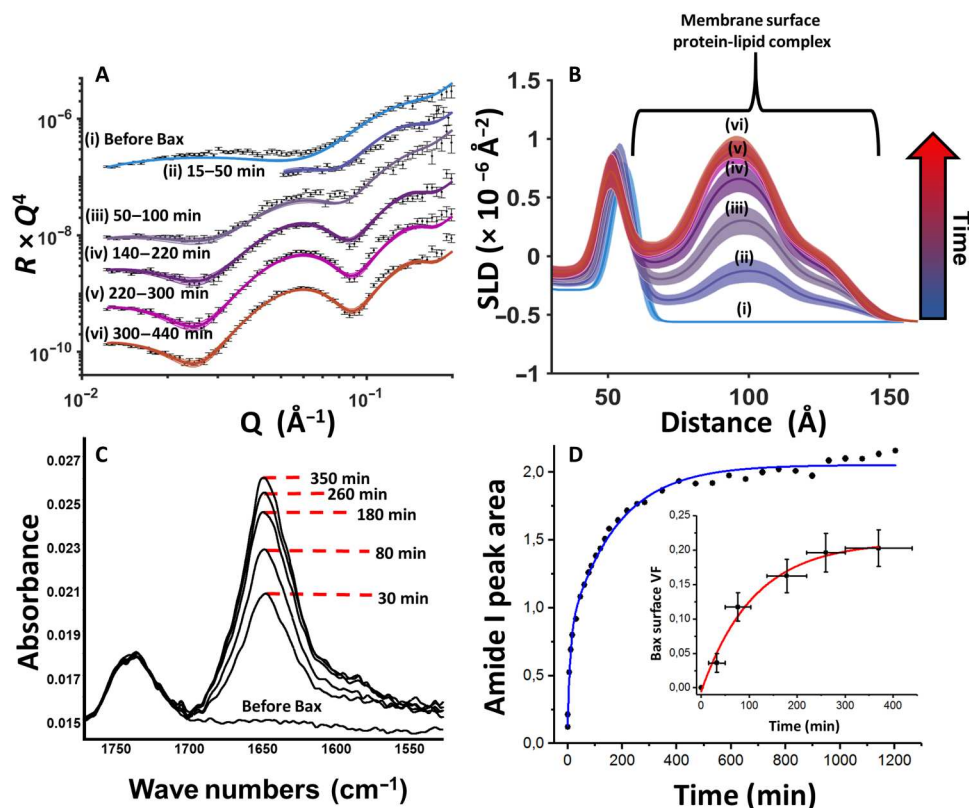 A
R × Q⁴
10⁻⁶
10⁻⁸
10⁻¹⁰
(i) Before Bax
(ii) 15–50 min
(iii) 50–100 min
(iv) 140–220 min
(v) 220–300 min
(vi) 300–440 min
10⁻²
10⁻¹
Q (Å⁻¹)
Membrane surface
protein-lipid complex
B
SLD (× 10⁻⁶ Å⁻²)
1.5
1
0.5
0
−0.5
−1
(vi)
(v)
(iv)
(iii)
(ii)
(i)
50
100
150
Distance (Å)
Time
C
Absorbance
0.027
0.025
0.023
0.021
0.019
0.017
0.015
350 min
260 min
180 min
80 min
30 min
Before Bax
1750
1700
1650
1600
1550
Wave numbers (cm⁻¹)
D
Amide I peak area
2.0
1.5
1.0
0.5
0,0
0
200
400
600
800
1000
1200
Time (min)
Bax surface VF
0,20
0,15
0,10
0,05
0,00
0
100
200
300
400
Time (min)